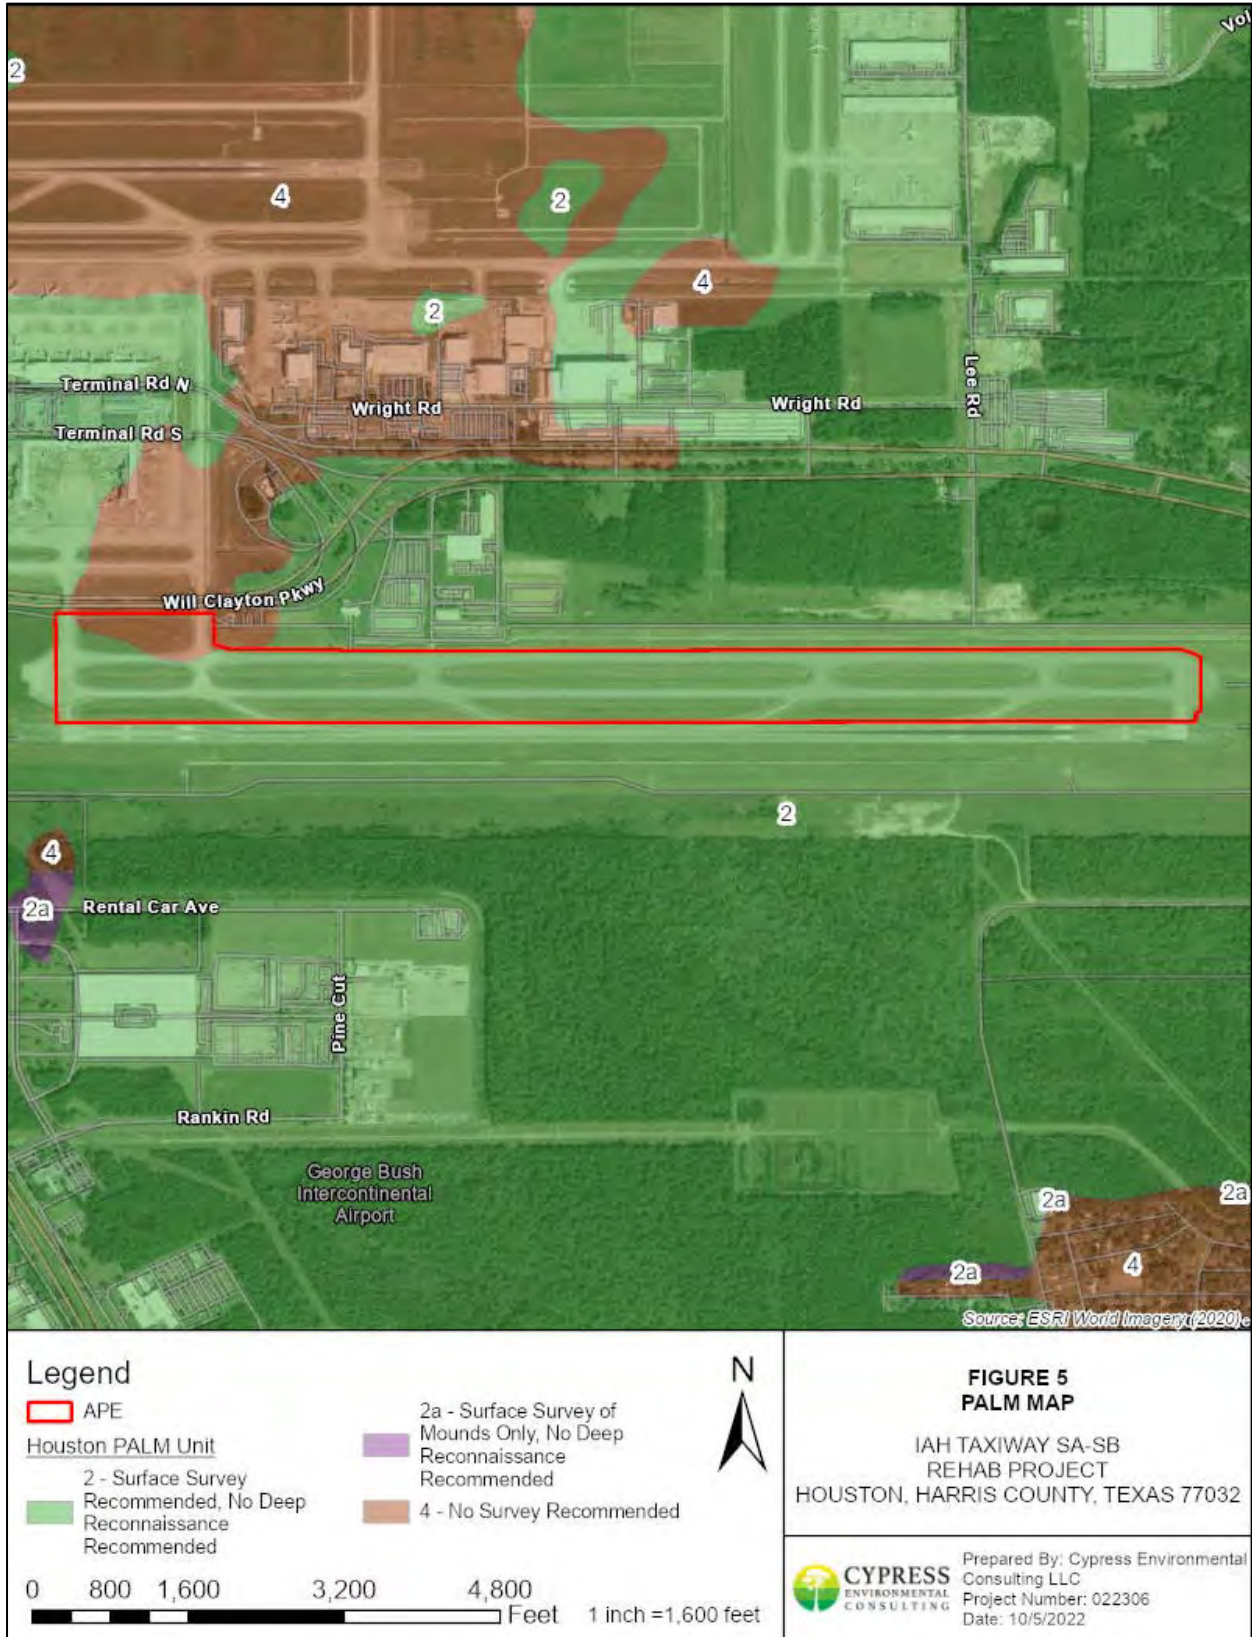 Vol
2
4
2
4
2
Terminal Rd N
Lee Rd
Wright Rd
Wright Rd
Terminal Rd S
Will Clayton Pkwy
2
4
2a
Rental Car Ave
Pine Cut
Rankin Rd
George Bush
Intercontinental
Airport
2a
2a
2a
4
Source: ESRI World Imagery (2020)
Legend
APE
Houston PALM Unit
2 - Surface Survey
Recommended, No Deep
Reconnaissance
Recommended
2a - Surface Survey of
Mounds Only, No Deep
Reconnaissance
Recommended
4 - No Survey Recommended
N
0 800 1,600 3,200 4,800
Feet 1 inch =1,600 feet
FIGURE 5
PALM MAP
IAH TAXIWAY SA-SB
REHAB PROJECT
HOUSTON, HARRIS COUNTY, TEXAS 77032
CYPRESS
ENVIRONMENTAL
CONSULTING
Prepared By: Cypress Environmental
Consulting LLC
Project Number: 022306
Date: 10/5/2022